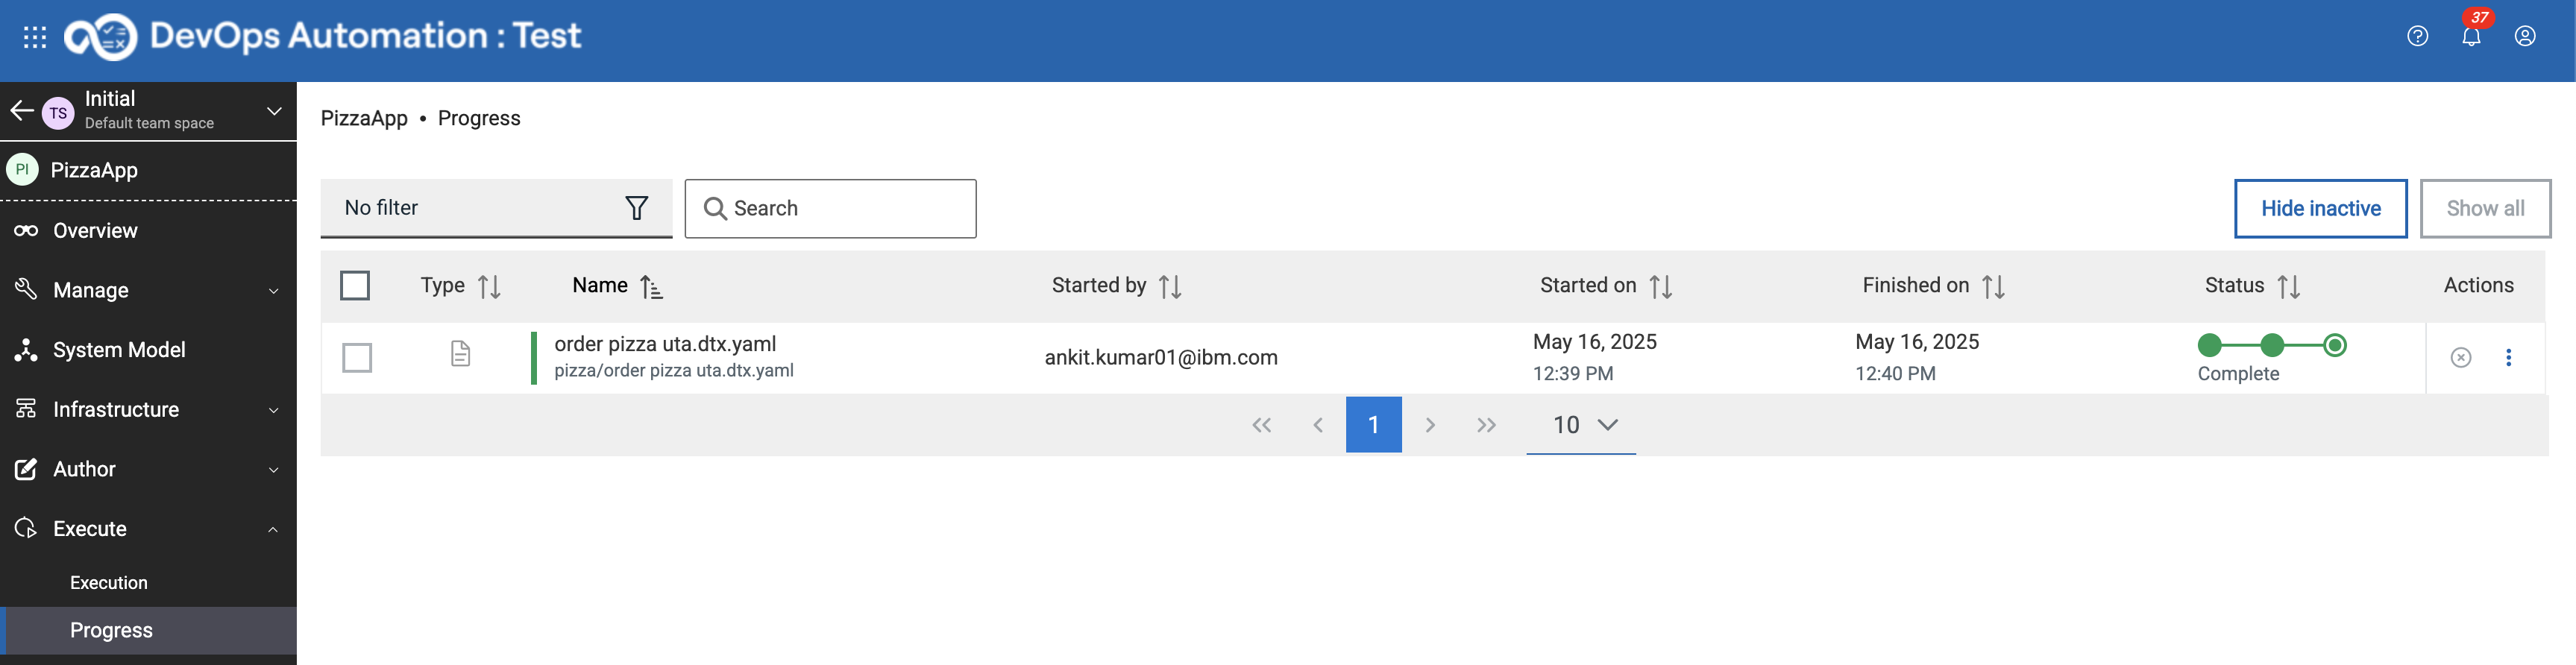 DevOps Automation : Test
37
TS
Initial
Default team space
PI
PizzaApp
Overview
Manage
System Model
Infrastructure
Author
Execute
Execution
Progress
PizzaApp • Progress
No filter
Search
Hide inactive
Show all
Type
Name
Started by
Started on
Finished on
Status
Actions
order pizza uta.dtx.yaml
pizza/order pizza uta.dtx.yaml
ankit.kumar01@ibm.com
May 16, 2025
12:39 PM
May 16, 2025
12:40 PM
Complete
1
10